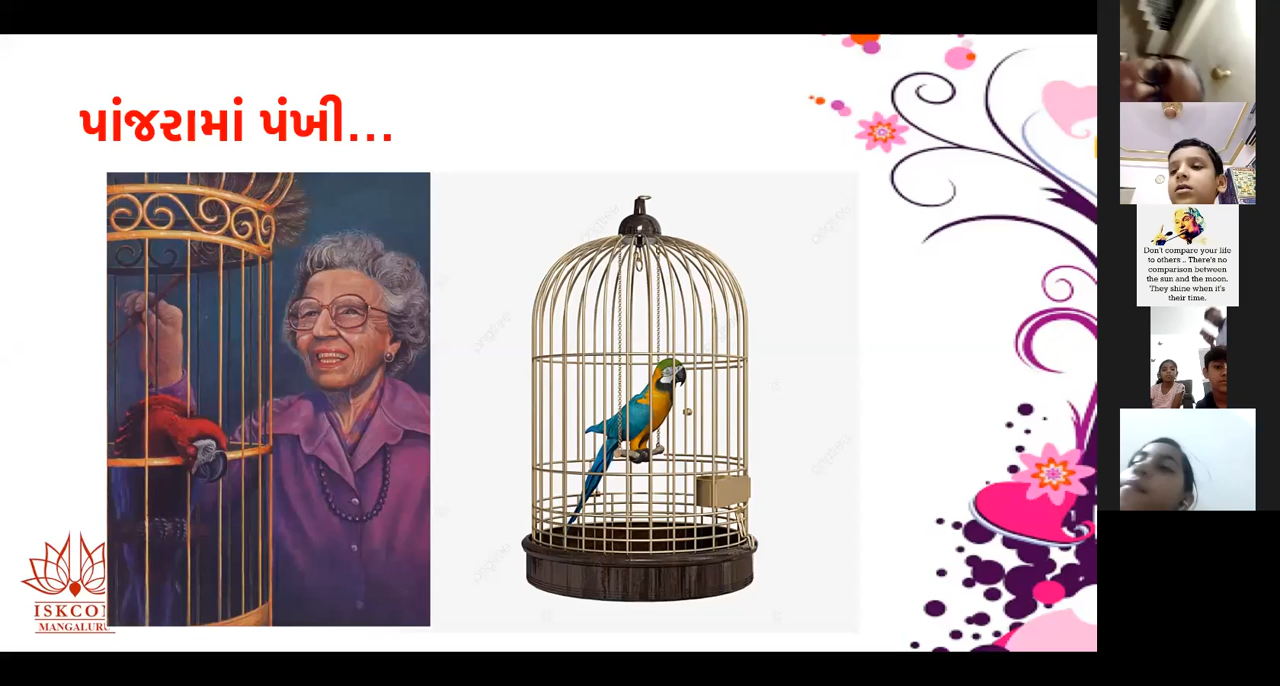 પાંજરામાં પંખી...
ISKCO
MANGALURU
Don't compare your life
to others .. There's no
comparison between
the sun and the moon.
They shine when it's
their time.